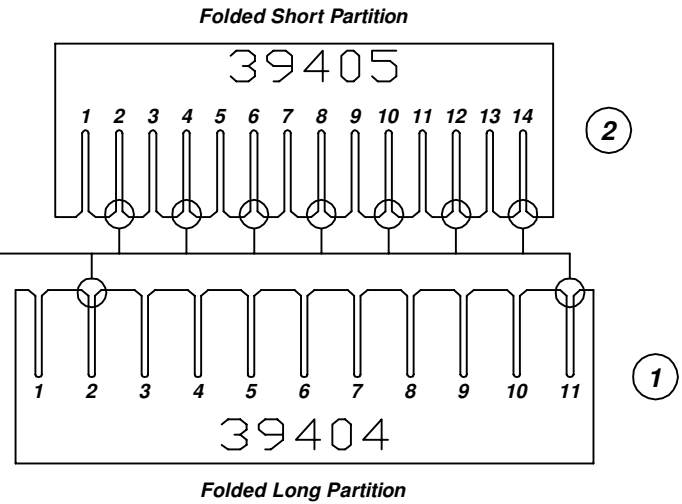 Folded Short Partition
39405
1 2 3 4 5 6 7 8 9 10 11 12 13 14
2
1 2 3 4 5 6 7 8 9 10 11
1
39404
Folded Long Partition